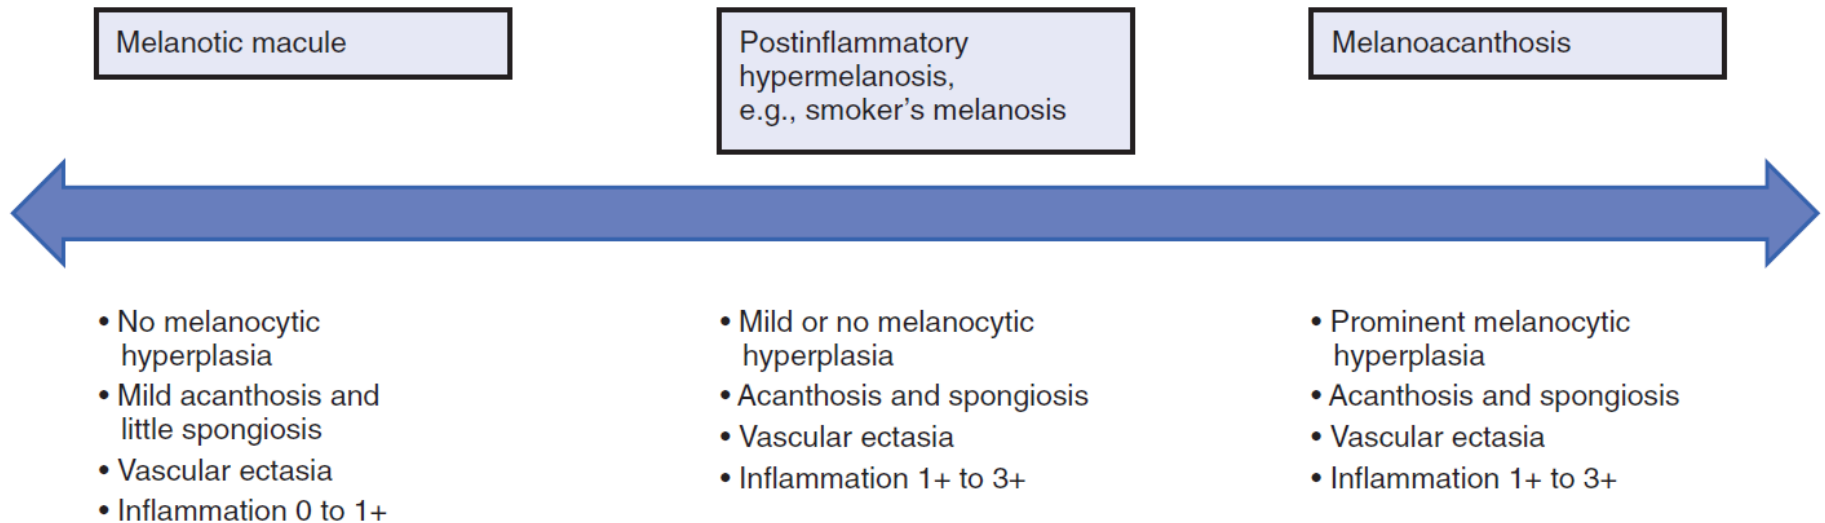 Melanotic macule
Postinflammatory
hypermelanosis,
e.g., smoker's melanosis
Melanoacanthosis
• No melanocytic
hyperplasia
• Mild acanthosis and
little spongiosis
• Vascular ectasia
• Inflammation 0 to 1+
• Mild or no melanocytic
hyperplasia
• Acanthosis and spongiosis
• Vascular ectasia
• Inflammation 1+ to 3+
• Prominent melanocytic
hyperplasia
• Acanthosis and spongiosis
• Vascular ectasia
• Inflammation 1+ to 3+